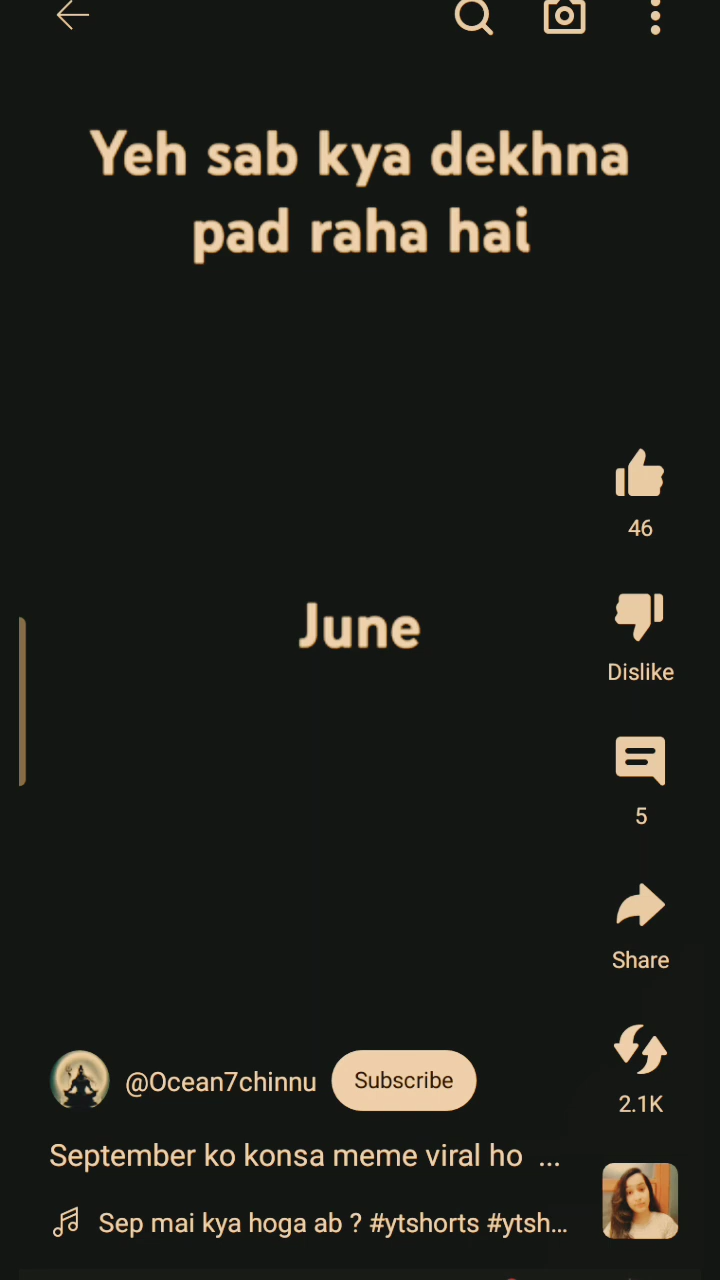 Yeh sab kya dekhna
pad raha hai
46
Dislike
June
5
Share
2.1K
@Ocean7chinnu
Subscribe
September ko konsa meme viral ho ...
Sep mai kya hoga ab ? #ytshorts #ytsh...